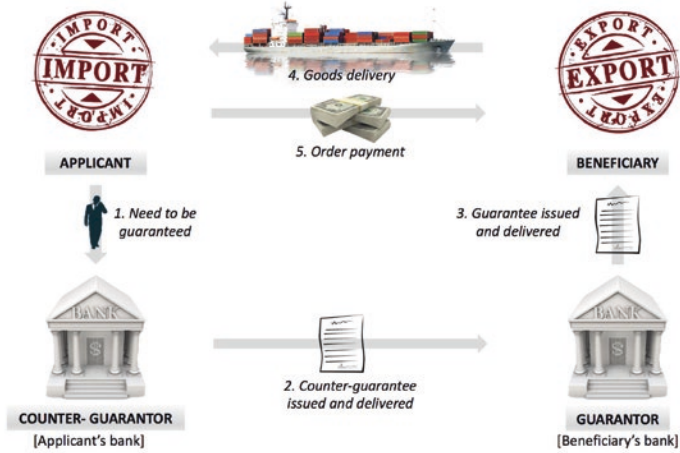 IMPORT
IMPORT
IMPORT
EXPORT
EXPORT
EXPORT
4. Goods delivery
5. Order payment
APPLICANT
BENEFICIARY
1. Need to be
guaranteed
3. Guarantee issued
and delivered
BANK
$
BANK
$
2. Counter-guarantee
issued and delivered
COUNTER- GUARANTOR
[Applicant's bank]
GUARANTOR
[Beneficiary's bank]